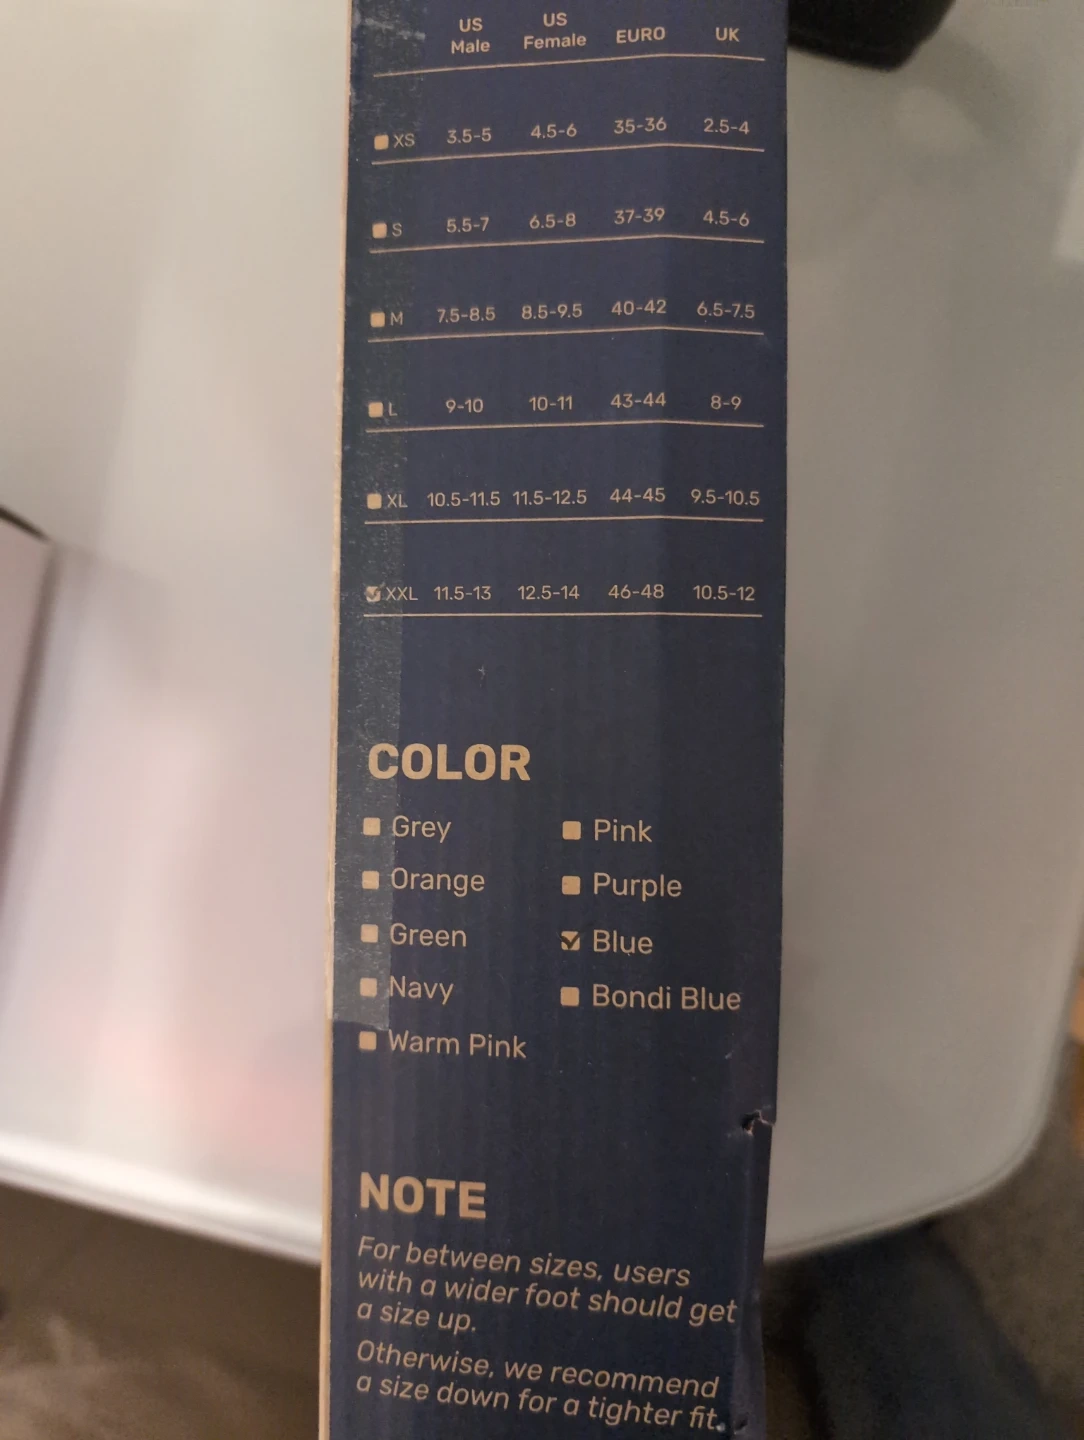 US Male US Female EURO UK
XS 3.5-5 4.5-6 35-36 2.5-4
S 5.5-7 6.5-8 37-39 4.5-6
M 7.5-8.5 8.5-9.5 40-42 6.5-7.5
L 9-10 10-11 43-44 8-9
XL 10.5-11.5 11.5-12.5 44-45 9.5-10.5
XXL 11.5-13 12.5-14 46-48 10.5-12
COLOR
Grey Pink
Orange Purple
Green Blue
Navy Bondi Blue
Warm Pink
NOTE
For between sizes, users
with a wider foot should get
a size up.
Otherwise, we recommend
a size down for a tighter fit.